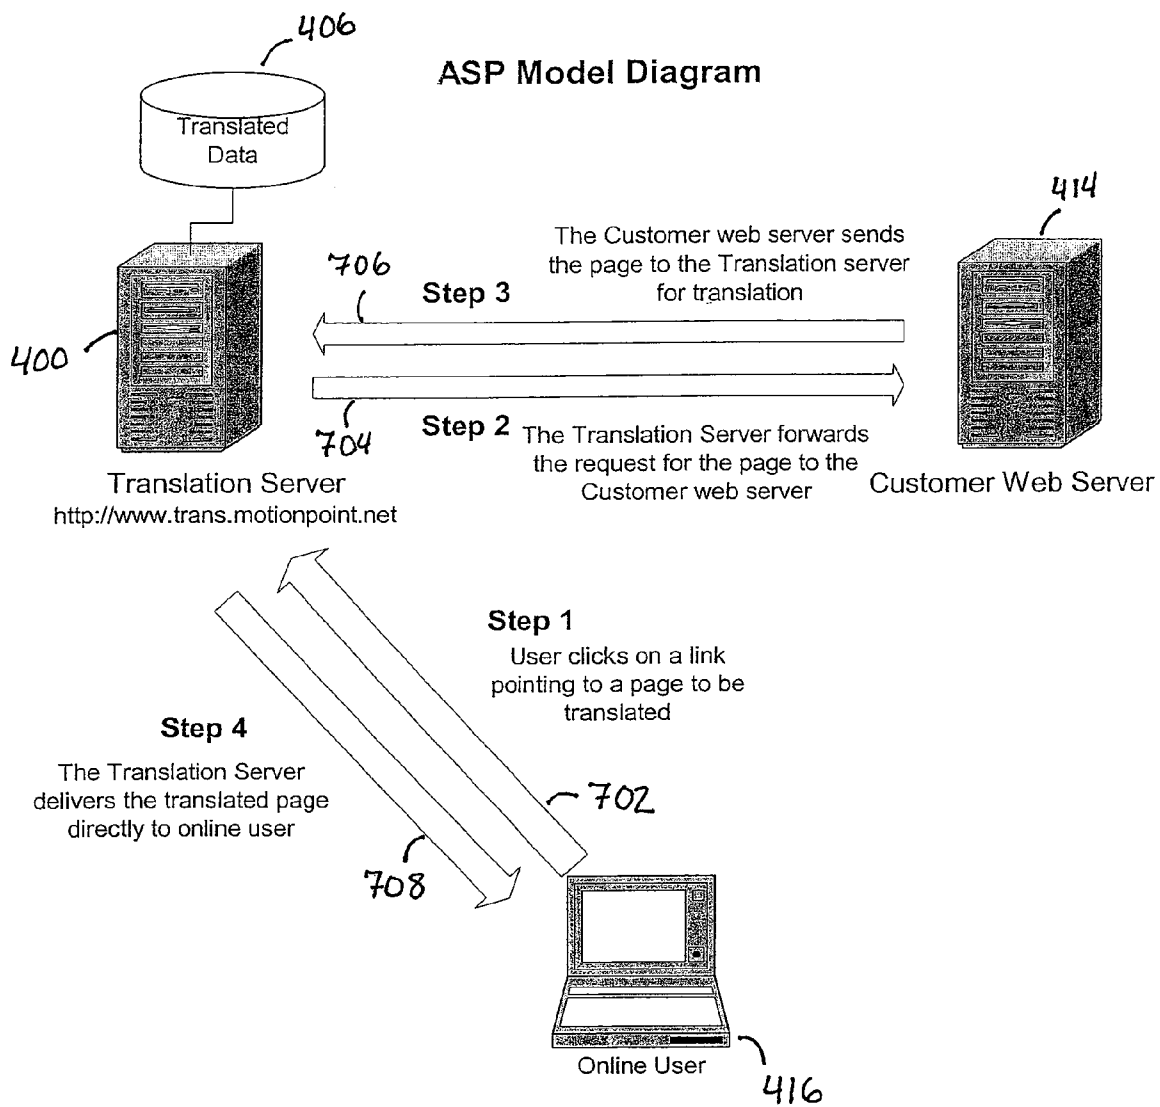 406
ASP Model Diagram
Translated
Data
414
The Customer web server sends
the page to the Translation server
for translation
706
Step 3
400
704
Step 2
The Translation Server forwards
the request for the page to the
Customer web server
Translation Server
http://www.trans.motionpoint.net
Customer Web Server
Step 1
User clicks on a link
pointing to a page to be
translated
Step 4
The Translation Server
delivers the translated page
directly to online user
702
708
Online User
416